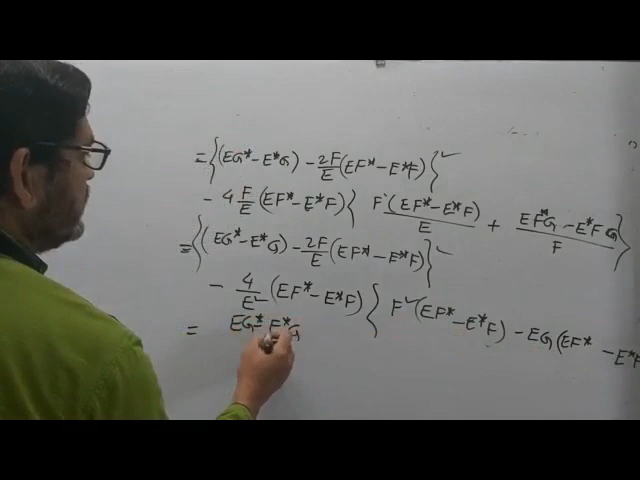 = {(EG* - E*G) - 2F/E (EF* - E*F)}²
- 4 F/E (EF* - E*F) { F²(EF* - E*F)/E + (EF*G - E*FG)/F }
= {(EG* - E*G) - 2F/E (EF* - E*F)}²
- 4/E² (EF* - E*F) { F²(EF* - E*F) - EG(EF* - E*F
= EG* - E*G